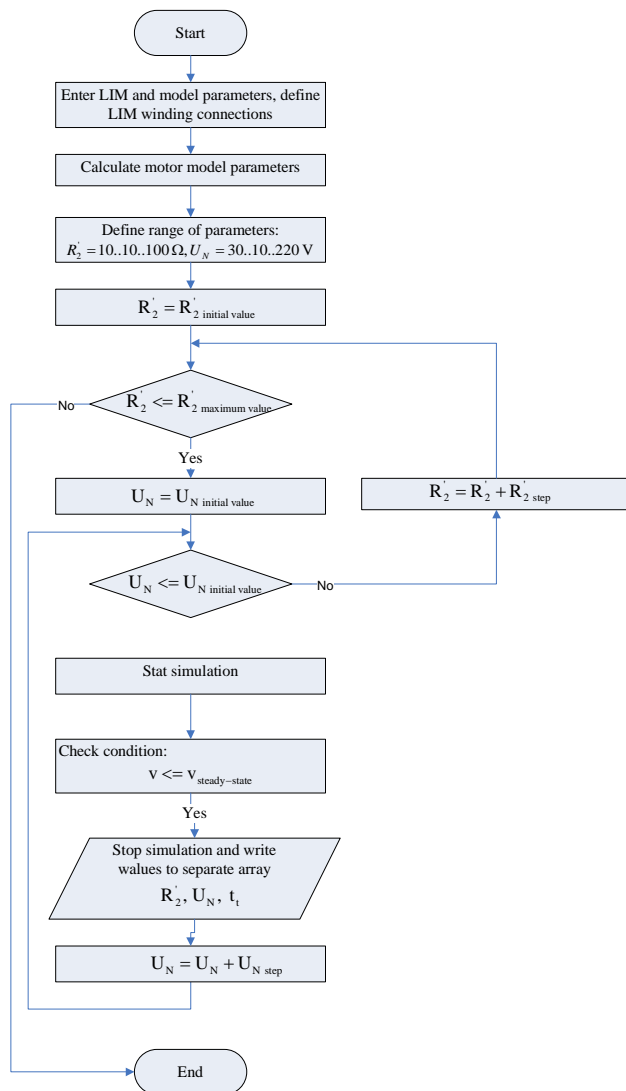 Start
Enter LIM and model parameters, define
LIM winding connections
Calculate motor model parameters
Define range of parameters:
R₂' = 10..10..100 Ω, U_N = 30..10..220 V
R₂' = R₂' initial value
No
R₂' <= R₂' maximum value
Yes
U_N = U_N initial value
R₂' = R₂' + R₂' step
U_N <= U_N initial value
No
Stat simulation
Check condition:
v <= v steady−state
Yes
Stop simulation and write
walues to separate array
R₂', U_N, t_t
U_N = U_N + U_N step
End